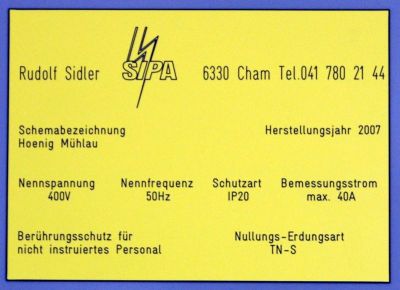 Rudolf Sidler SIPA 6330 Cham Tel.041 780 21 44
Schemabezeichnung Herstellungsjahr 2007
Hoenig Mühlau
Nennspannung Nennfrequenz Schutzart Bemessungsstrom
400V 50Hz IP20 max. 40A
Berührungsschutz für Nullungs-Erdungsart
nicht instruiertes Personal TN-S